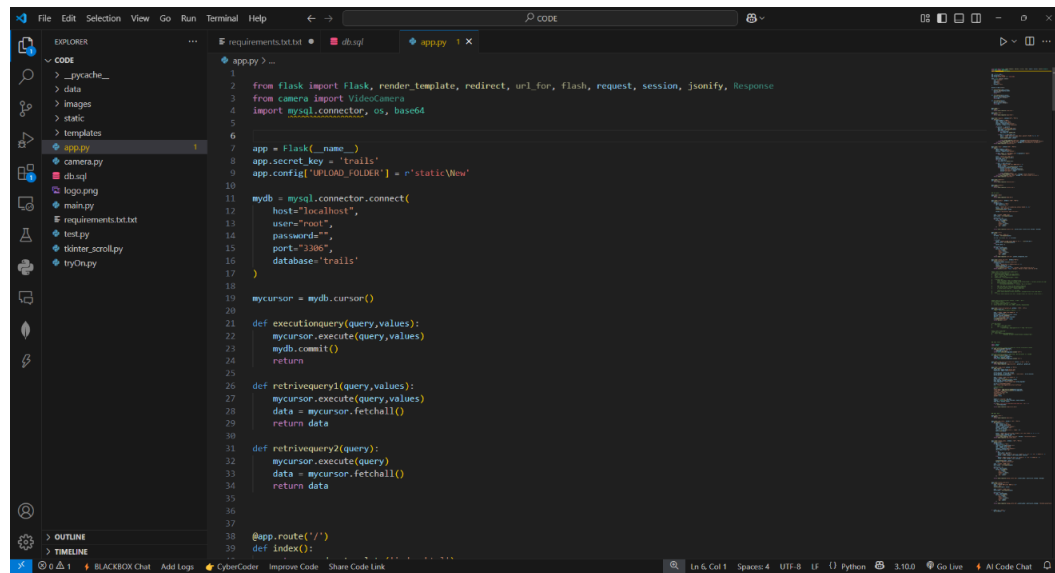 File Edit Selection View Go Run Terminal Help
CODE
EXPLORER
CODE
__pycache__
data
images
static
templates
app.py 1
camera.py
db.sql
logo.png
main.py
requirements.txt.txt
test.py
tkinter_scroll.py
tryOn.py
OUTLINE
TIMELINE
requirements.txt.txt
db.sql
app.py 1
app.py > ...
1
2 from flask import Flask, render_template, redirect, url_for, flash, request, session, jsonify, Response
3 from camera import VideoCamera
4 import mysql.connector, os, base64
5
6
7 app = Flask(__name__)
8 app.secret_key = 'trails'
9 app.config['UPLOAD_FOLDER'] = r'static\New'
10
11 mydb = mysql.connector.connect(
12 host="localhost",
13 user="root",
14 password="",
15 port="3306",
16 database='trails'
17 )
18
19 mycursor = mydb.cursor()
20
21 def executionquery(query,values):
22 mycursor.execute(query,values)
23 mydb.commit()
24 return
25
26 def retrivequery1(query,values):
27 mycursor.execute(query,values)
28 data = mycursor.fetchall()
29 return data
30
31 def retrivequery2(query):
32 mycursor.execute(query)
33 data = mycursor.fetchall()
34 return data
35
36
37
38 @app.route('/')
39 def index():
0 1 BLACKBOX Chat Add Logs CyberCoder Improve Code Share Code Link
Ln 6, Col 1 Spaces: 4 UTF-8 LF {} Python 3.10.0 Go Live AI Code Chat